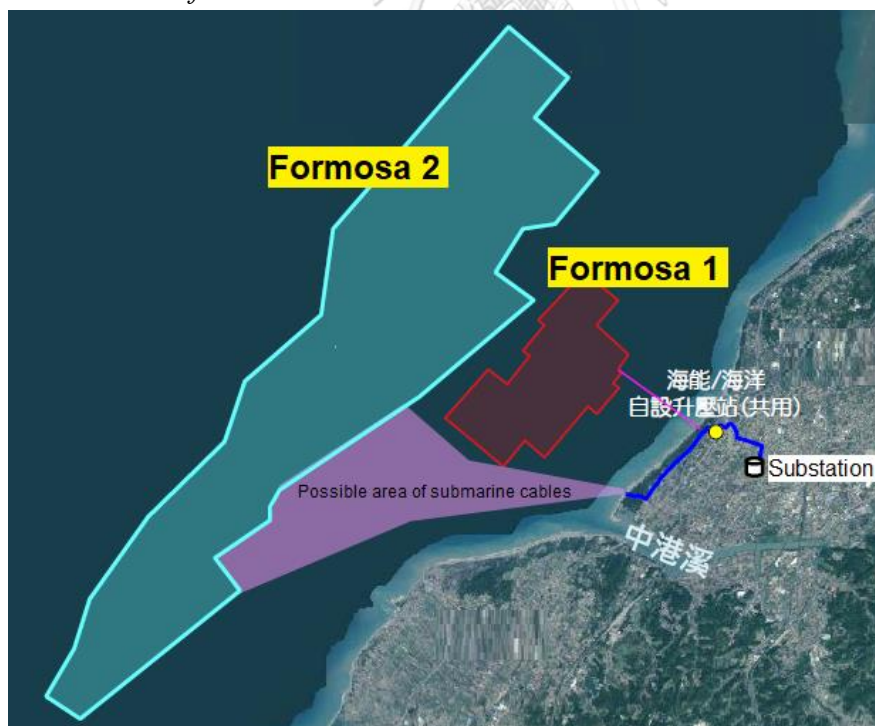 Formosa 2
Formosa 1
海能/海洋
自設升壓站(共用)
Substation
Possible area of submarine cables
中港溪